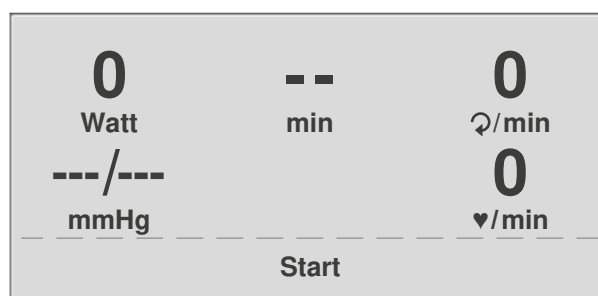 0 -- 0
Watt min ⟳/min
---/--- 0
mmHg ♥/min
Start